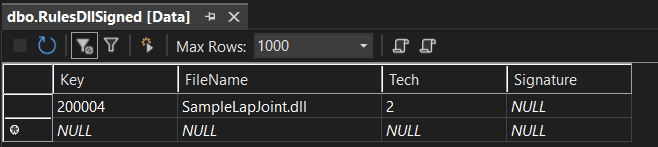 dbo.RulesDllSigned [Data]
Max Rows: 1000
Key FileName Tech Signature
200004 SampleLapJoint.dll 2 NULL
NULL NULL NULL NULL